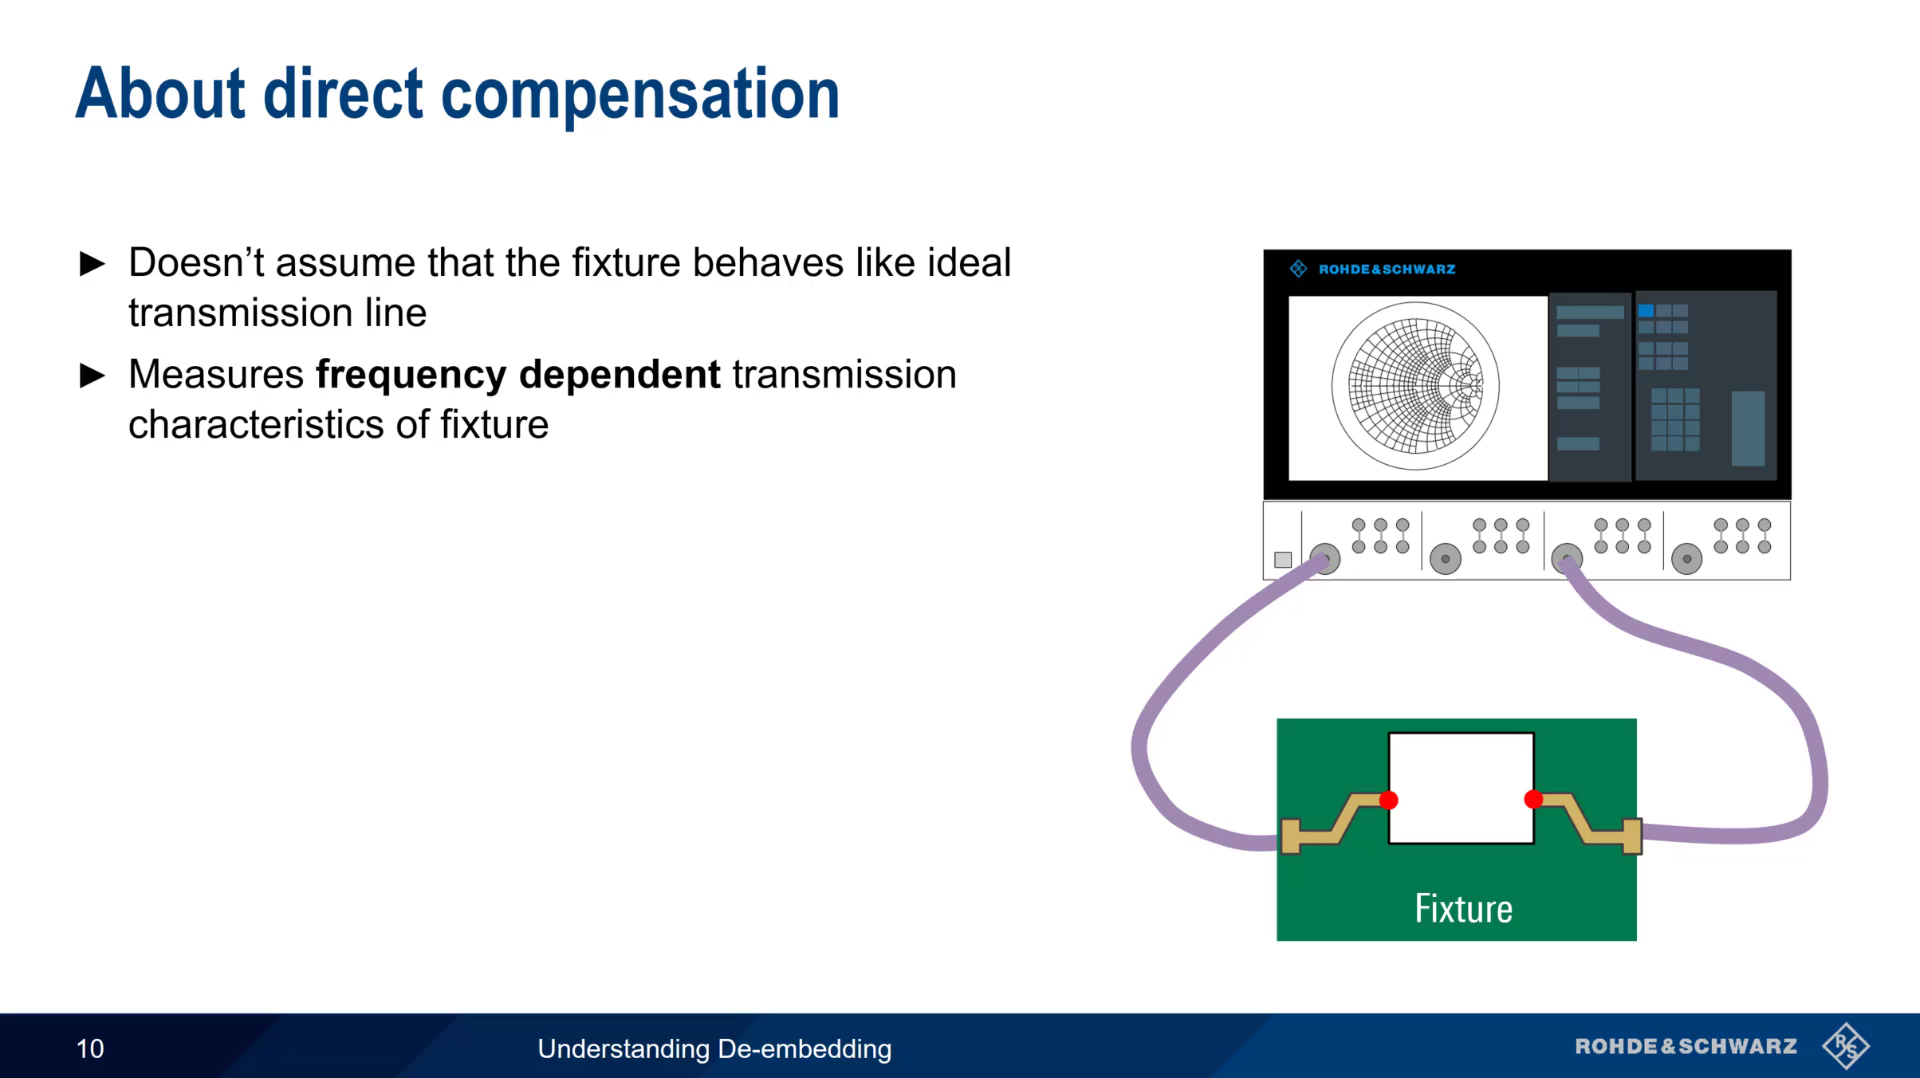 About direct compensation
► Doesn’t assume that the fixture behaves like ideal
transmission line
► Measures frequency dependent transmission
characteristics of fixture
ROHDE&SCHWARZ
Fixture
10
Understanding De-embedding
ROHDE&SCHWARZ
R
S